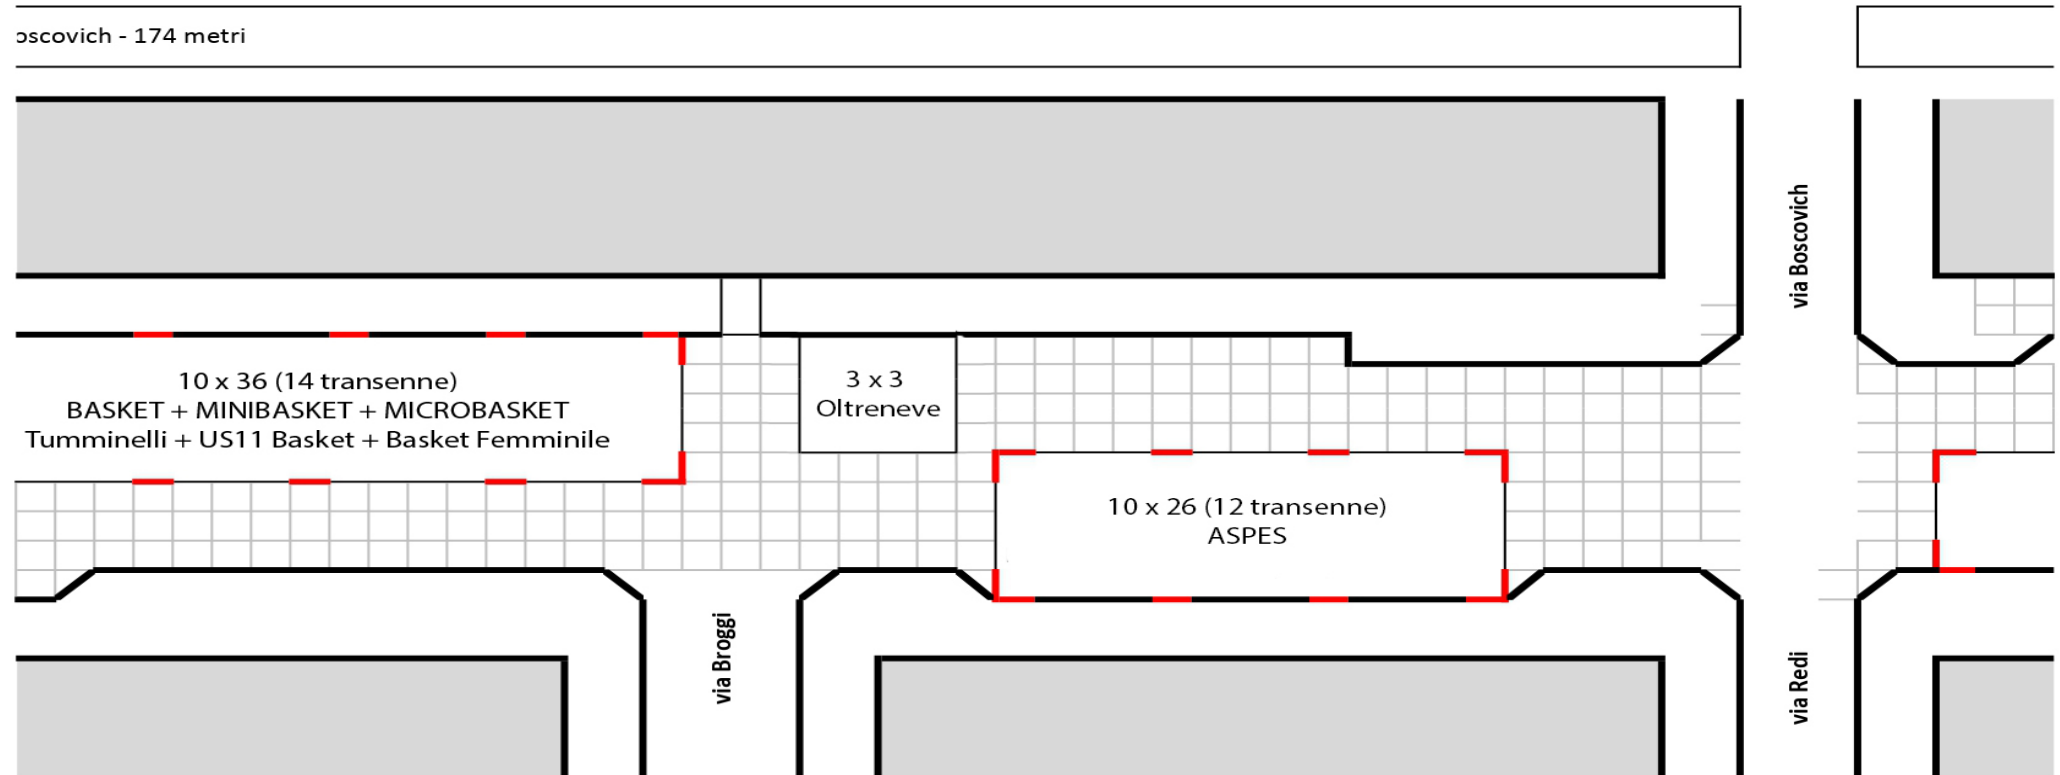 oscovich - 174 metri
via Boscovich
10 x 36 (14 transenne)
BASKET + MINIBASKET + MICROBASKET
Tumminelli + US11 Basket + Basket Femminile
3 x 3
Oltreneve
10 x 26 (12 transenne)
ASPES
via Broggi
via Redi